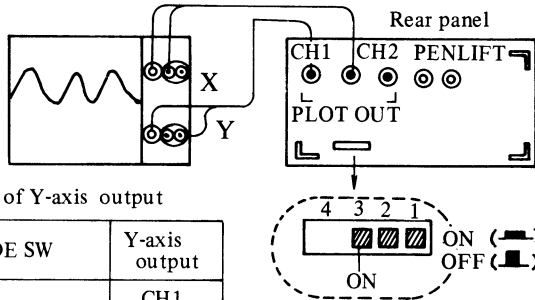 Rear panel
CH1 CH2 PENLIFT
X
PLOT OUT
Y
of Y-axis output
4 3 2 1
SW
Y-axis
output
ON
OFF
ON
CH1